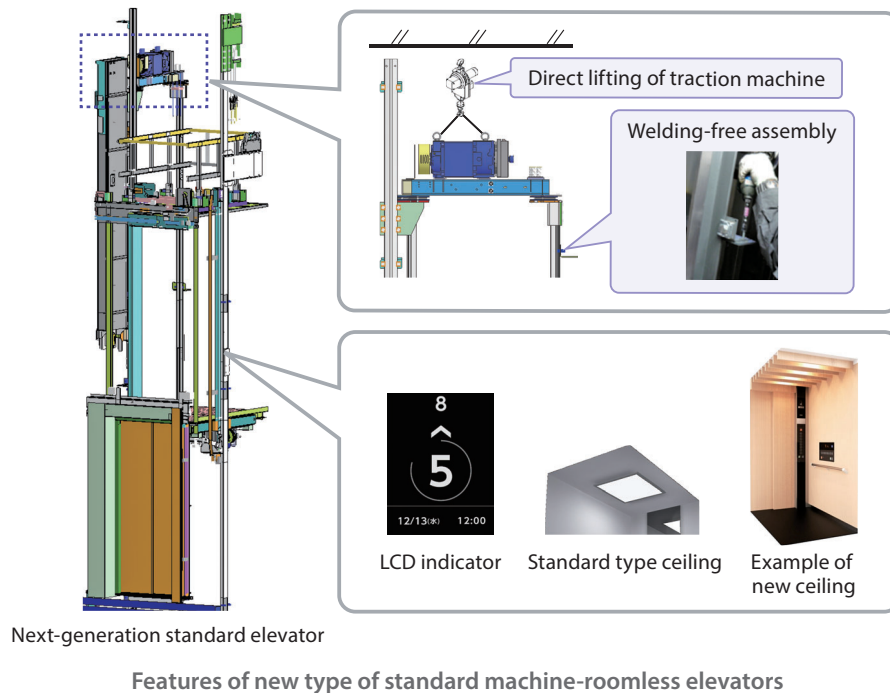 Direct lifting of traction machine
Welding-free assembly
8
5
12/13(水) 12:00
LCD indicator
Standard type ceiling
Example of
new ceiling
Next-generation standard elevator
Features of new type of standard machine-roomless elevators